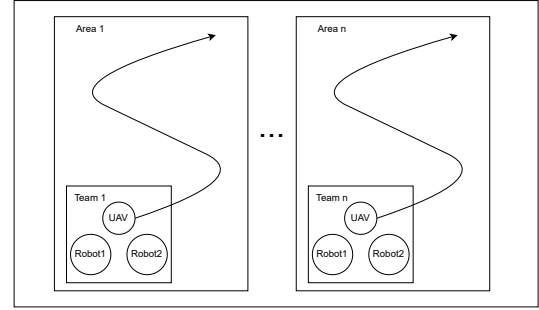 Area 1
Area n
...
Team 1
UAV
Robot1
Robot2
Team n
UAV
Robot1
Robot2